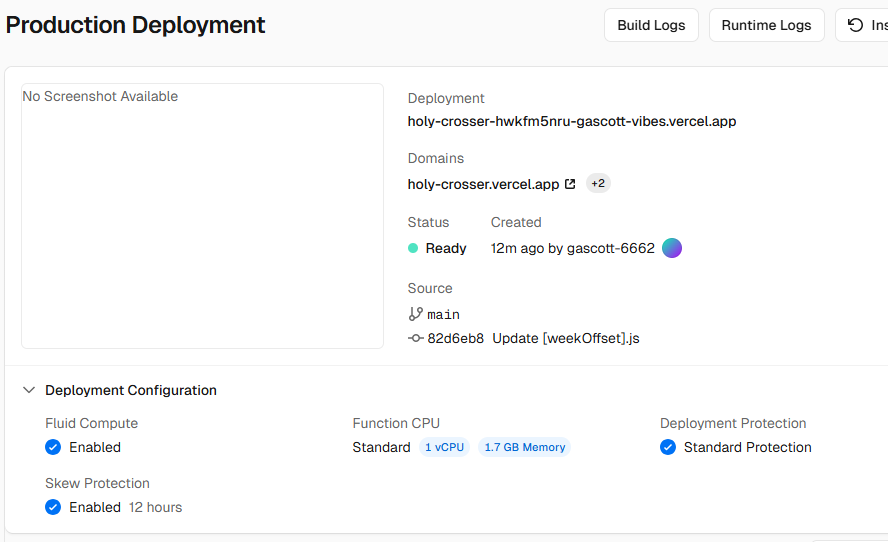 Production Deployment
Build Logs
Runtime Logs
Ins
No Screenshot Available
Deployment
holy-crosser-hwkfm5nru-gascott-vibes.vercel.app
Domains
holy-crosser.vercel.app +2
Status Created
Ready 12m ago by gascott-6662
Source
main
82d6eb8 Update [weekOffset].js
Deployment Configuration
Fluid Compute Function CPU Deployment Protection
Enabled Standard 1 vCPU 1.7 GB Memory Standard Protection
Skew Protection
Enabled 12 hours